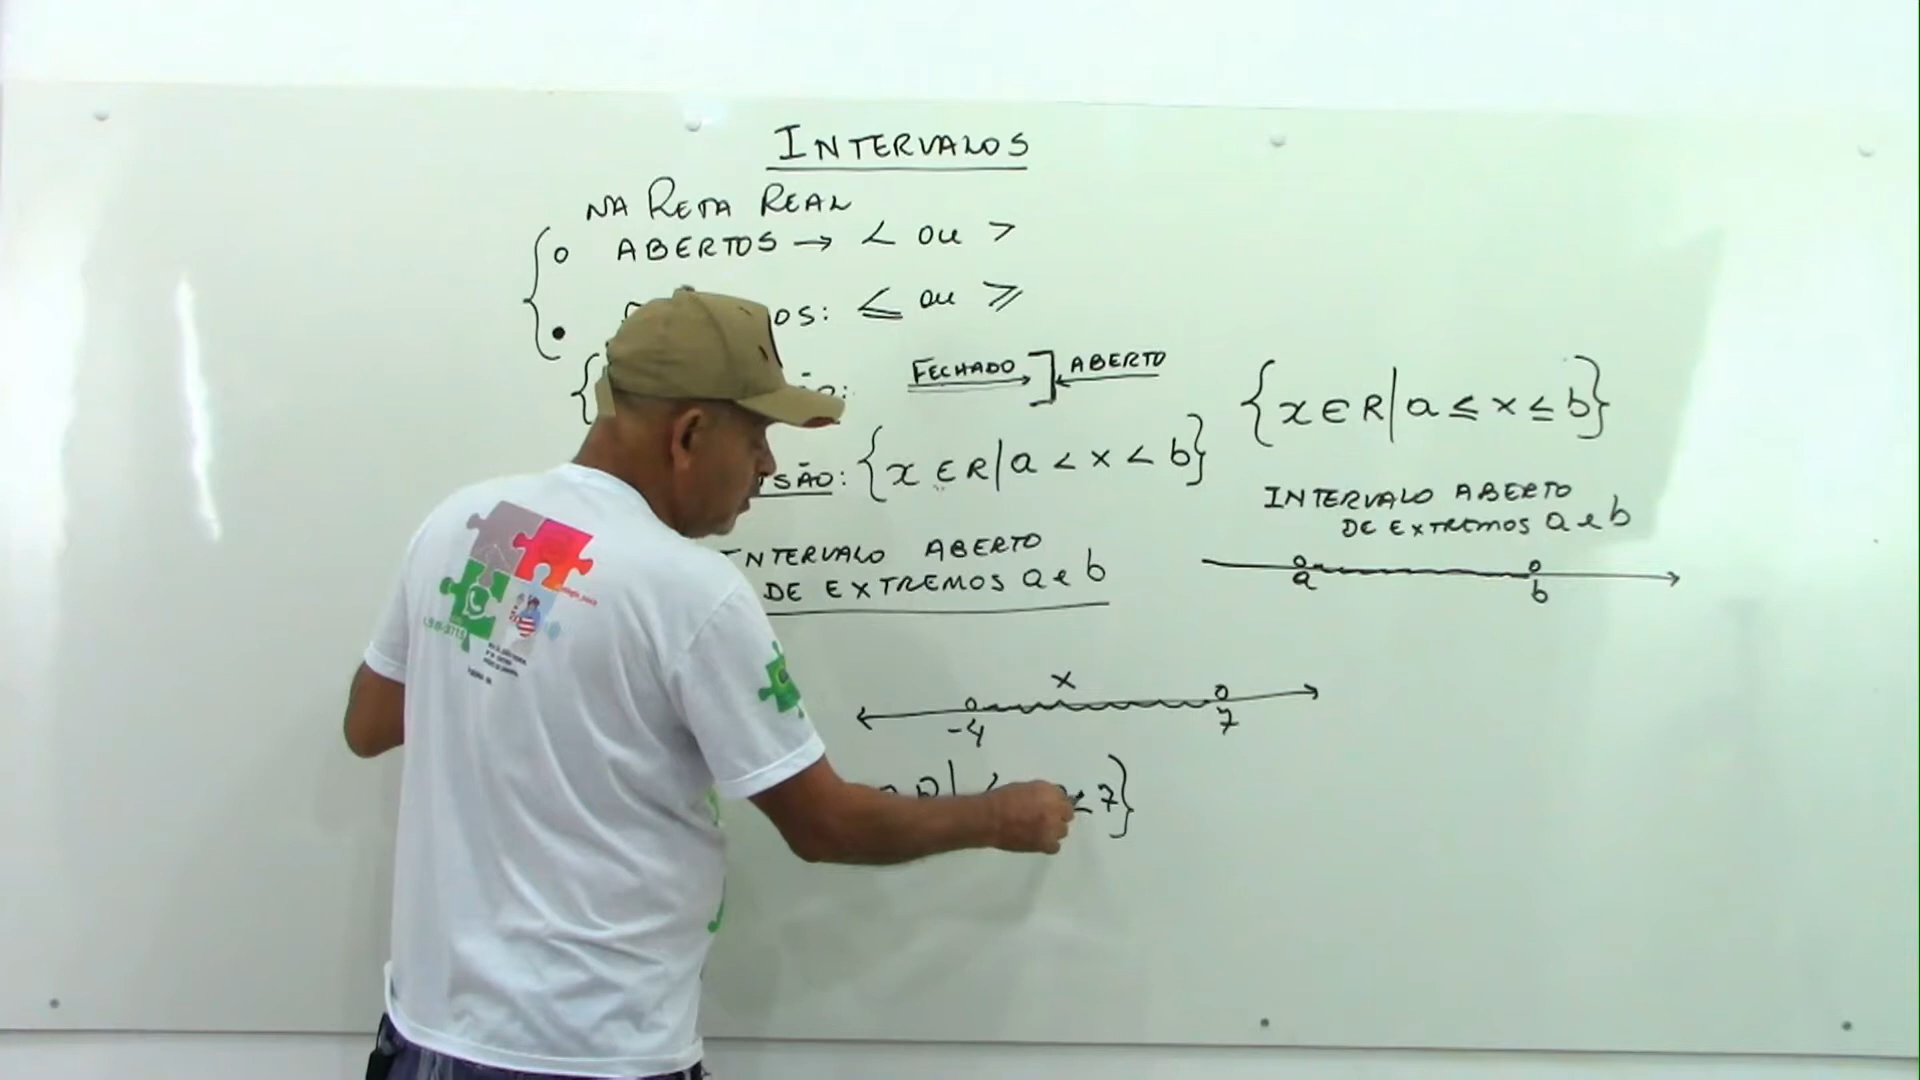 INTERVALOS
NA RETA REAL
o ABERTOS → < ou >
• OS: ≤ ou ≥
FECHADO ] ABERTO
{x ∈ R | a < x < b}
INTERVALO ABERTO
DE EXTREMOS a e b
x
-4 7
< 7}
{x ∈ R | a ≤ x ≤ b}
INTERVALO ABERTO
DE EXTREMOS a e b
a b